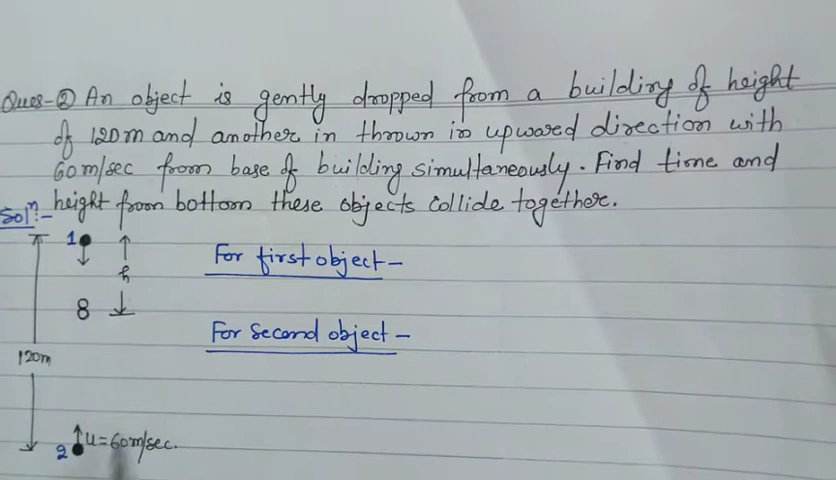 Ques-② An object is gently dropped from a building of height
of 120m and another in thrown in upward direction with
60m/sec from base of building simultaneously. Find time and
height from bottom these objects collide together.
Solⁿ:-
1
For first object -
h
8
For Second object -
120m
2 u=60m/sec.